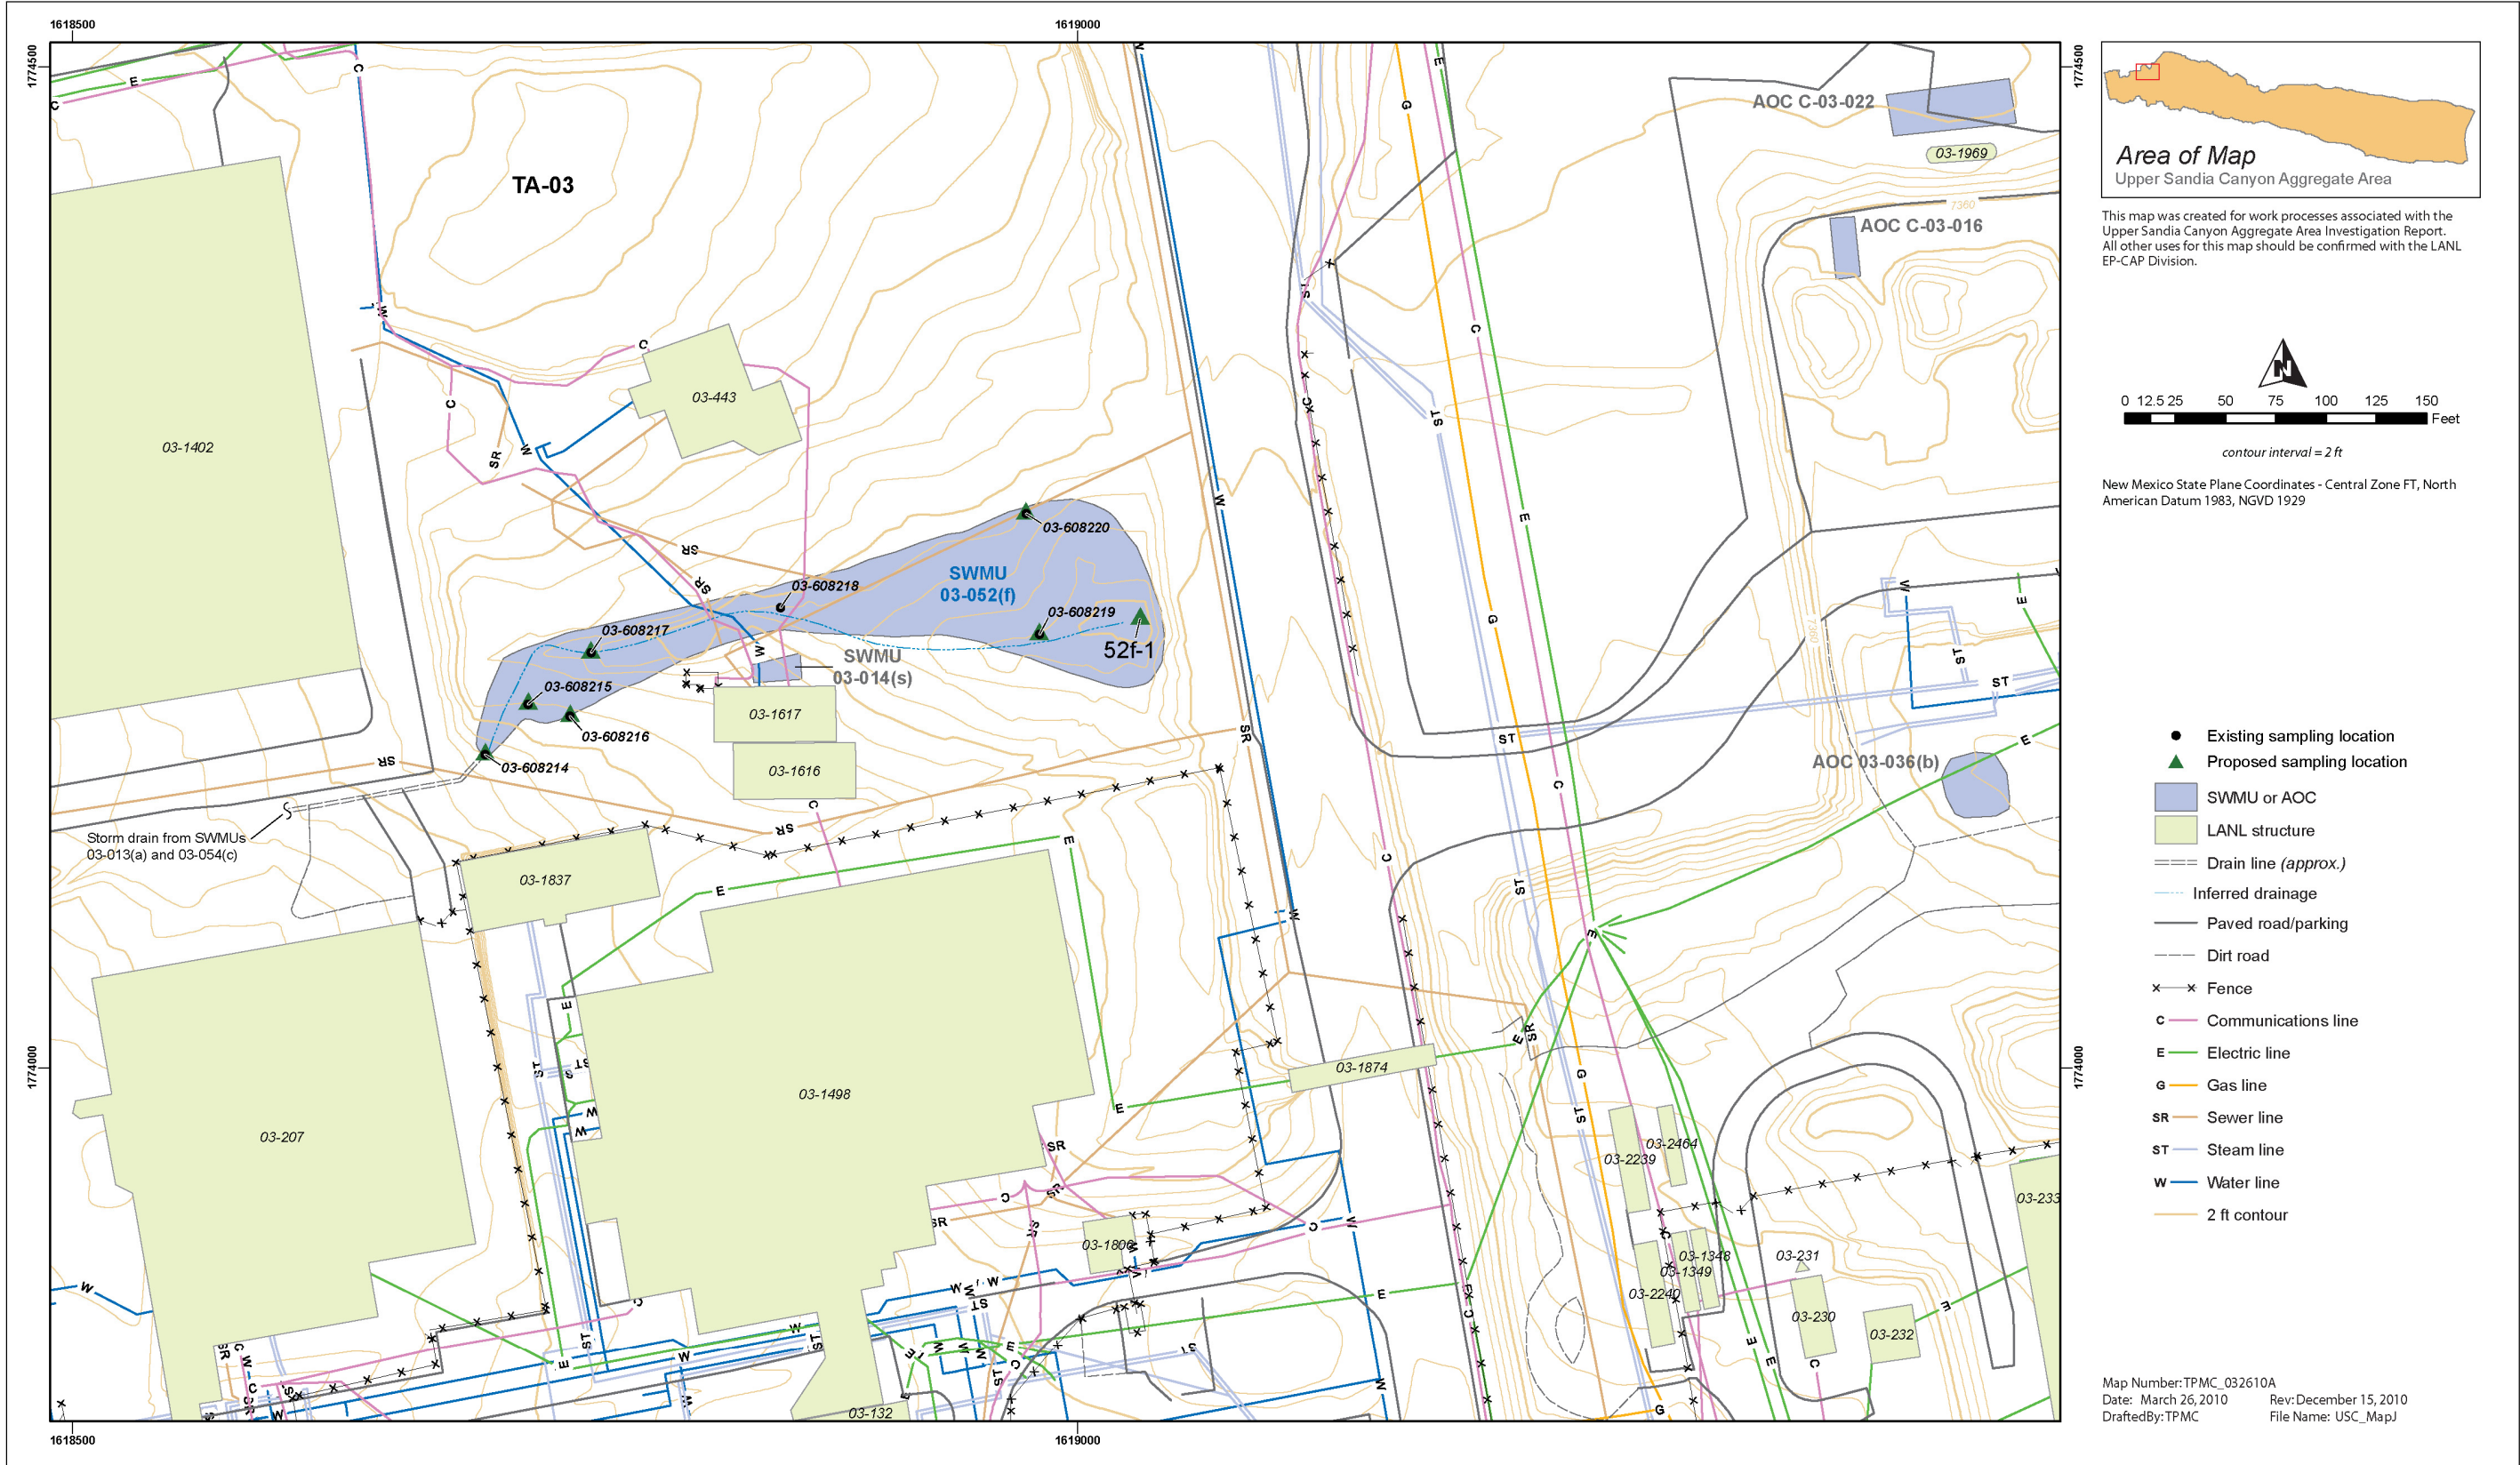 1618500
1619000
1774500
1774500
TA-03
AOC C-03-022
03-1969
7360
AOC C-03-016
03-443
03-1402
03-608220
SWMU
03-052(f)
03-608218
03-608219
03-608217
52f-1
SWMU
03-014(s)
03-608215
03-1617
03-608216
03-608214
03-1616
7360
AOC 03-036(b)
Storm drain from SWMUs
03-013(a) and 03-054(c)
03-1837
1774000
1774000
03-1874
03-1498
03-207
03-2464
03-2239
03-233
03-1348
03-1349
03-231
03-2240
03-230
03-232
03-132
1618500
1619000
Area of Map
Upper Sandia Canyon Aggregate Area
This map was created for work processes associated with the
Upper Sandia Canyon Aggregate Area Investigation Report.
All other uses for this map should be confirmed with the LANL
EP-CAP Division.
N
0 12.5 25 50 75 100 125 150
Feet
contour interval = 2 ft
New Mexico State Plane Coordinates - Central Zone FT, North
American Datum 1983, NGVD 1929
Existing sampling location
Proposed sampling location
SWMU or AOC
LANL structure
Drain line (approx.)
Inferred drainage
Paved road/parking
Dirt road
Fence
C Communications line
E Electric line
G Gas line
SR Sewer line
ST Steam line
W Water line
2 ft contour
Map Number: TPMC_032610A
Date: March 26, 2010 Rev: December 15, 2010
DraftedBy: TPMC File Name: USC_MapJ